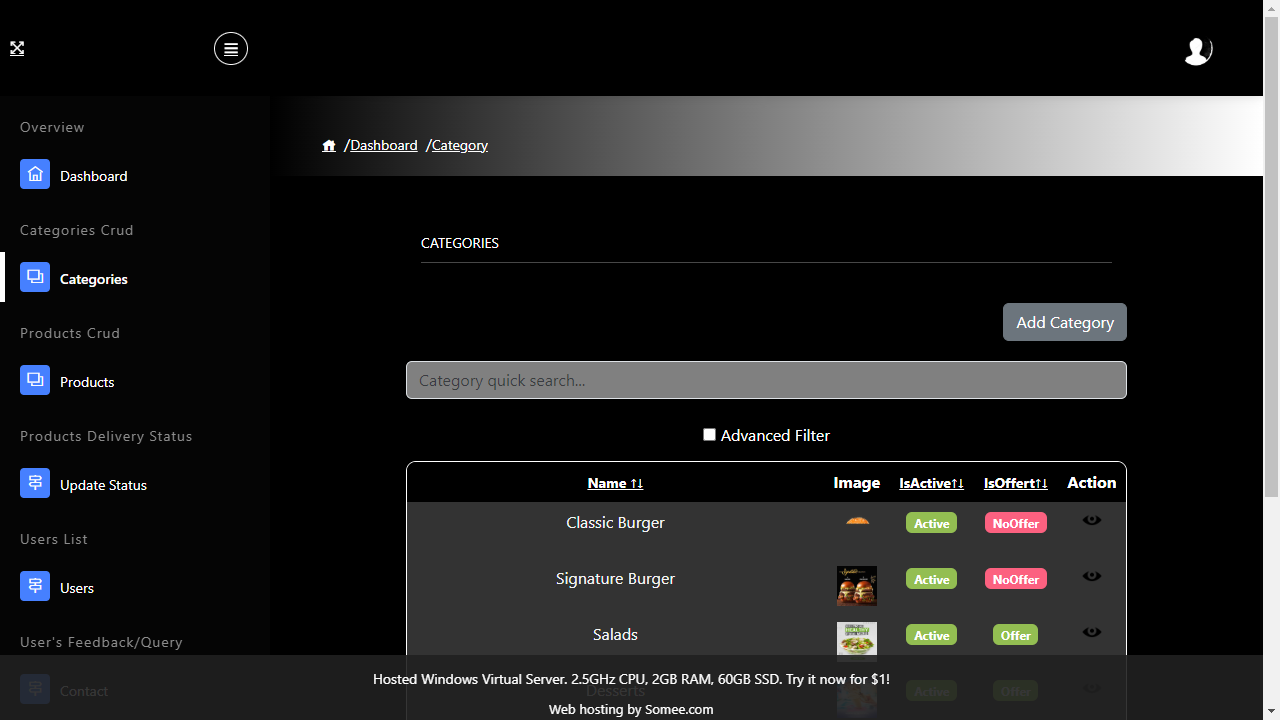 Overview
Dashboard
Categories Crud
Categories
Products Crud
Products
Products Delivery Status
Update Status
Users List
Users
User's Feedback/Query
Contact
/Dashboard /Category
CATEGORIES
Add Category
Category quick search...
Advanced Filter
Name ↑↓ Image IsActive↑↓ IsOffert↑↓ Action
Classic Burger Active NoOffer
Signature Burger Active NoOffer
Salads Active Offer
Desserts Active Offer
Hosted Windows Virtual Server. 2.5GHz CPU, 2GB RAM, 60GB SSD. Try it now for $1!
Web hosting by Somee.com